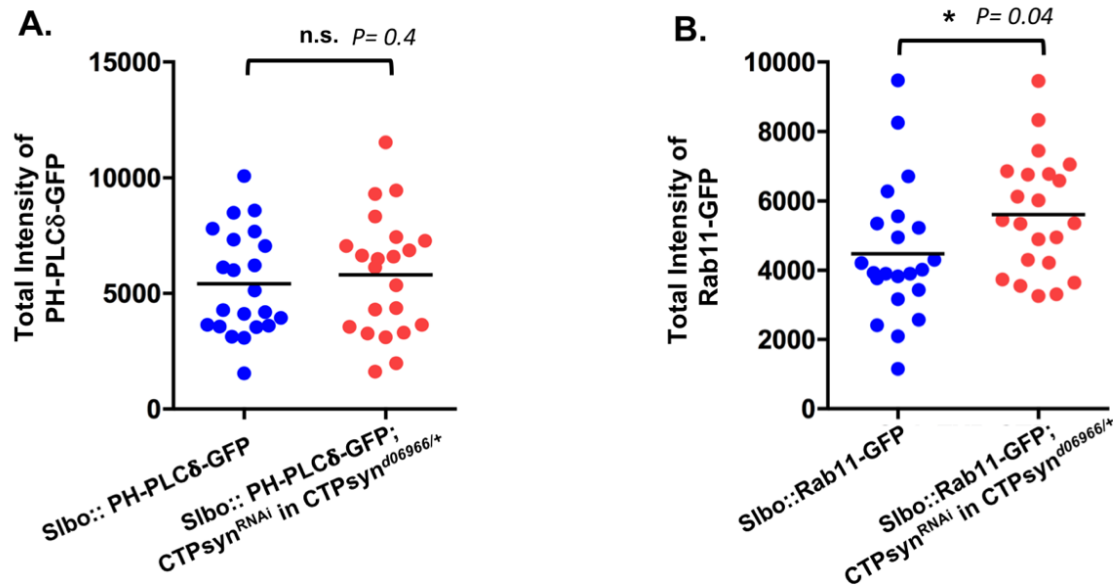 A.
n.s. P= 0.4
Total Intensity of
PH-PLCδ-GFP
15000
10000
5000
0
Slbo:: PH-PLCδ-GFP
Slbo:: PH-PLCδ-GFP;
CTPsynRNAi in CTPsynd06966/+
B.
* P= 0.04
Total Intensity of
Rab11-GFP
10000
8000
6000
4000
2000
0
Slbo::Rab11-GFP
Slbo::Rab11-GFP;
CTPsynRNAi in CTPsynd06966/+